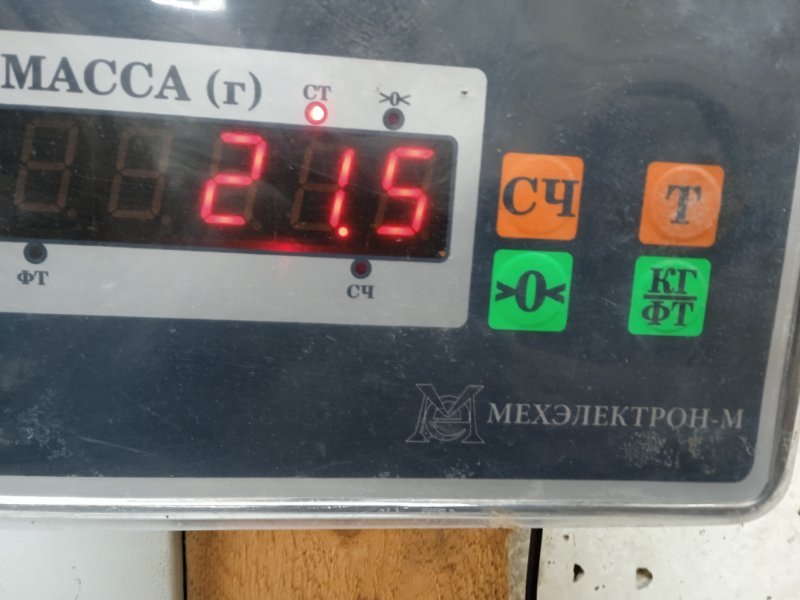 МАССА (г)
СТ
>0<
21.5
ФТ
СЧ
СЧ
Т
>0<
КГ
ФТ
МЕХЭЛЕКТРОН-М